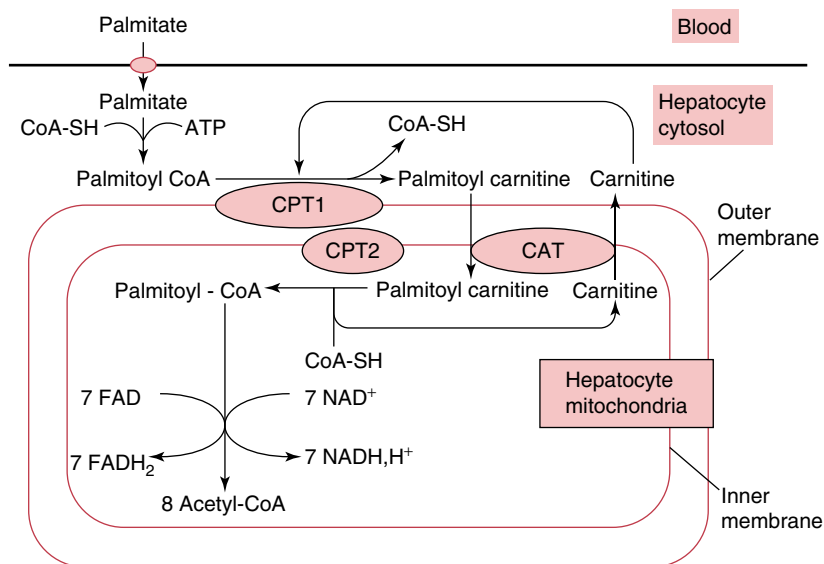 Palmitate
Blood
Palmitate
Hepatocyte
cytosol
CoA-SH
ATP
CoA-SH
Palmitoyl CoA
Palmitoyl carnitine
Carnitine
CPT1
Outer
membrane
CPT2
CAT
Palmitoyl - CoA
Palmitoyl carnitine
Carnitine
CoA-SH
Hepatocyte
mitochondria
7 FAD
7 NAD⁺
7 FADH₂
7 NADH,H⁺
8 Acetyl-CoA
Inner
membrane